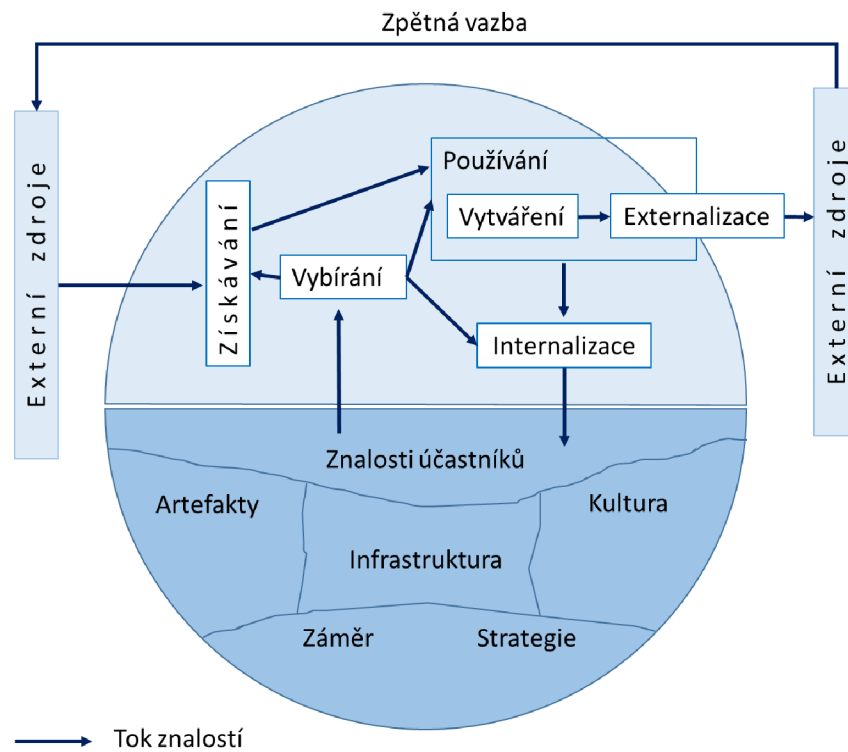 Zpětná vazba
Externí zdroje
Získávání
Vybírání
Používání
Vytváření
Externalizace
Internalizace
Externí zdroje
Znalosti účastníků
Artefakty
Kultura
Infrastruktura
Záměr
Strategie
Tok znalostí